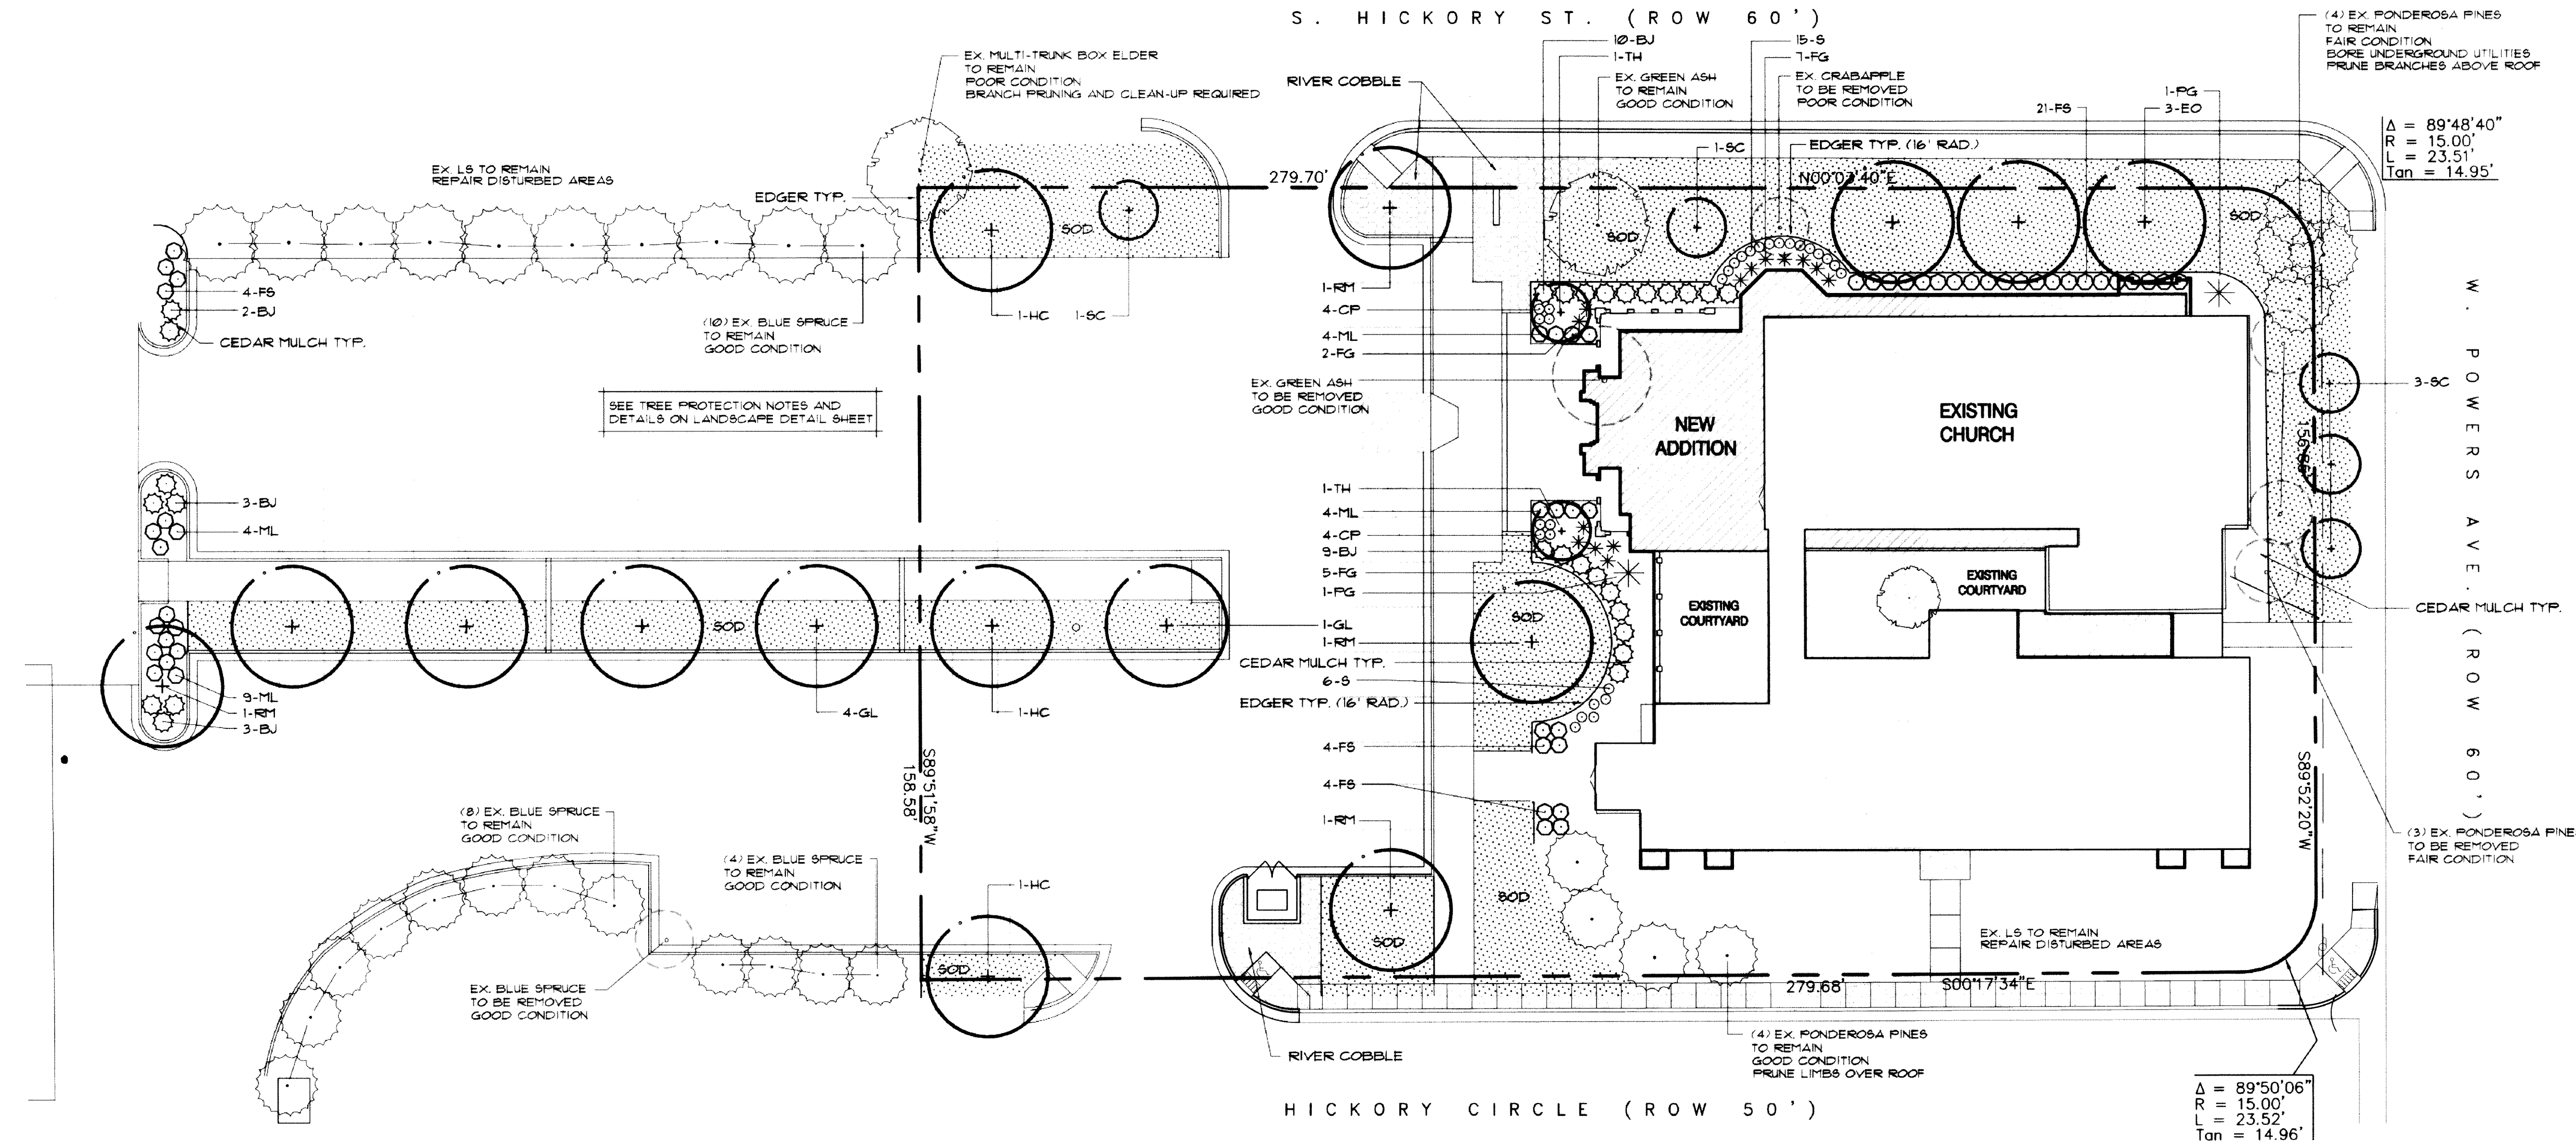 S. HICKORY ST. (ROW 60')
(4) EX. PONDEROSA PINES
TO REMAIN
FAIR CONDITION
BORE UNDERGROUND UTILITIES
PRUNE BRANCHES ABOVE ROOF
EX. MULTI-TRUNK BOX ELDER
TO REMAIN
POOR CONDITION
BRANCH PRUNING AND CLEAN-UP REQUIRED
RIVER COBBLE
10-BJ
1-TH
EX. GREEN ASH
TO REMAIN
GOOD CONDITION
15-S
7-FG
EX. CRABAPPLE
TO BE REMOVED
POOR CONDITION
1-PG
3-EO
21-FS
Δ = 89°48'40"
R = 15.00'
L = 23.51'
Tan = 14.95'
1-SC
EDGER TYP. (16' RAD.)
EX. LS TO REMAIN
REPAIR DISTURBED AREAS
EDGER TYP.
279.70'
SOD
SOD
SOD
4-FS
2-BJ
CEDAR MULCH TYP.
(10) EX. BLUE SPRUCE
TO REMAIN
GOOD CONDITION
1-HC
1-SC
1-RM
4-CP
4-ML
2-FG
EX. GREEN ASH
TO BE REMOVED
GOOD CONDITION
SEE TREE PROTECTION NOTES AND
DETAILS ON LANDSCAPE DETAIL SHEET
NEW
ADDITION
EXISTING
CHURCH
3-SC
W. POWERS AVE. (ROW 60')
3-BJ
4-ML
1-TH
4-ML
4-CP
9-BJ
5-FG
1-PG
1-GL
1-RM
CEDAR MULCH TYP.
6-S
EDGER TYP. (16' RAD.)
4-FS
4-FS
1-RM
SOD
SOD
EXISTING
COURTYARD
EXISTING
COURTYARD
CEDAR MULCH TYP.
9-ML
1-RM
3-BJ
4-GL
1-HC
S89°51'58"W
158.58'
S89°52'20"W
(3) EX. PONDEROSA PINE
TO BE REMOVED
FAIR CONDITION
(8) EX. BLUE SPRUCE
TO REMAIN
GOOD CONDITION
(4) EX. BLUE SPRUCE
TO REMAIN
GOOD CONDITION
1-HC
SOD
SOD
SOD
EX. LS TO REMAIN
REPAIR DISTURBED AREAS
EX. BLUE SPRUCE
TO BE REMOVED
GOOD CONDITION
279.68'
S00°17'34"E
RIVER COBBLE
(4) EX. PONDEROSA PINES
TO REMAIN
GOOD CONDITION
PRUNE LIMBS OVER ROOF
HICKORY CIRCLE (ROW 50')
Δ = 89°50'06"
R = 15.00'
L = 23.52'
Tan = 14.96'